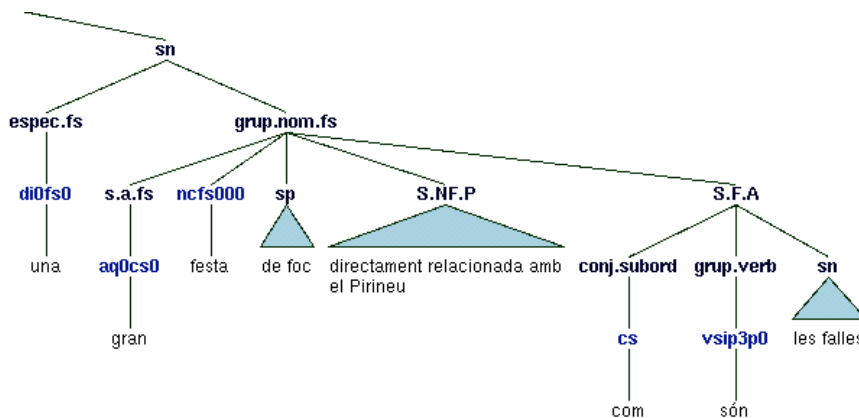 sn
espec.fs grup.nom.fs
di0fs0 s.a.fs ncfs000 sp S.NF.P S.F.A
una aq0cs0 festa de foc directament relacionada amb conj.subord grup.verb sn
el Pirineu
gran cs vsip3p0 les falles
com són